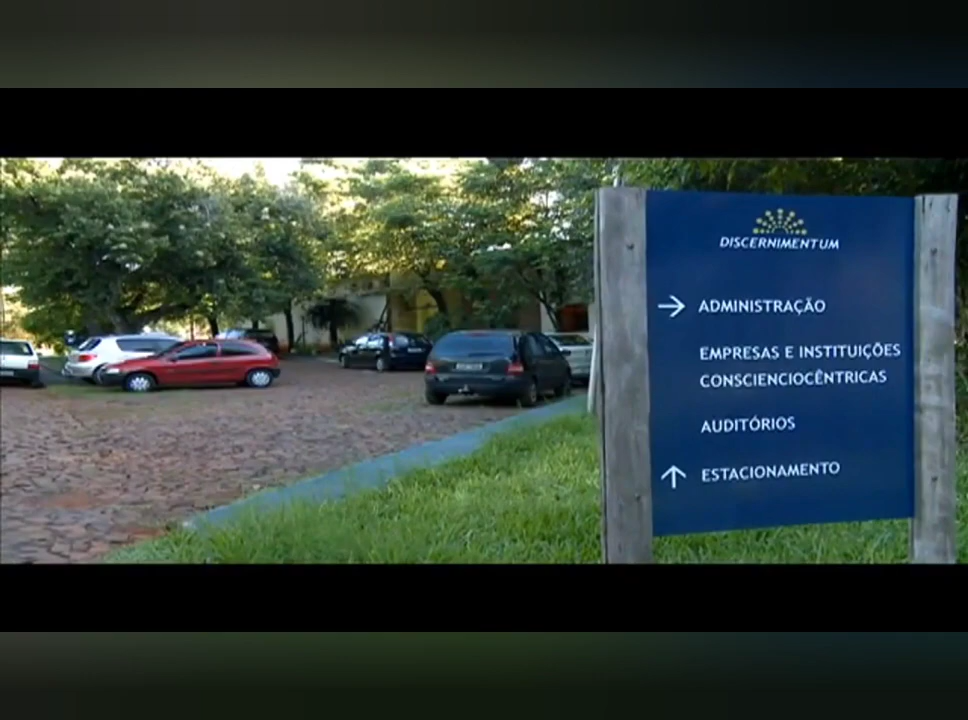 DISCERNIMENTUM
→ ADMINISTRAÇÃO
EMPRESAS E INSTITUIÇÕES
CONSCIENCIOCÊNTRICAS
AUDITÓRIOS
↑ ESTACIONAMENTO